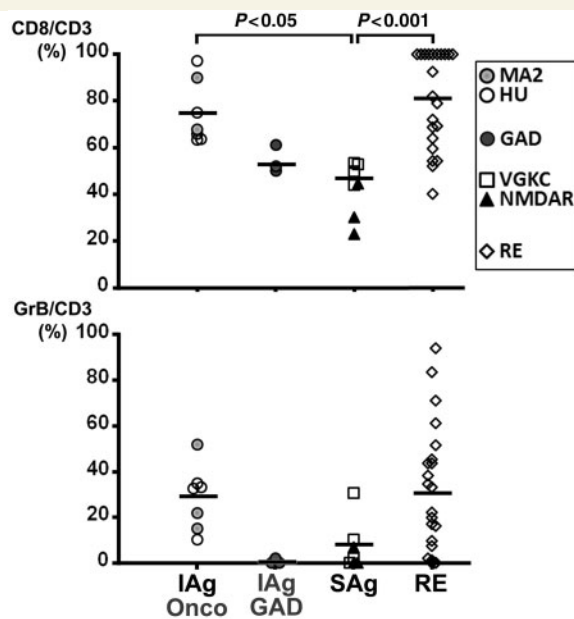 P<0.05 P<0.001
CD8/CD3
(%)
100
80
60
40
20
0
MA2
HU
GAD
VGKC
NMDAR
RE
GrB/CD3
(%)
100
80
60
40
20
0
IAg IAg SAg RE
Onco GAD